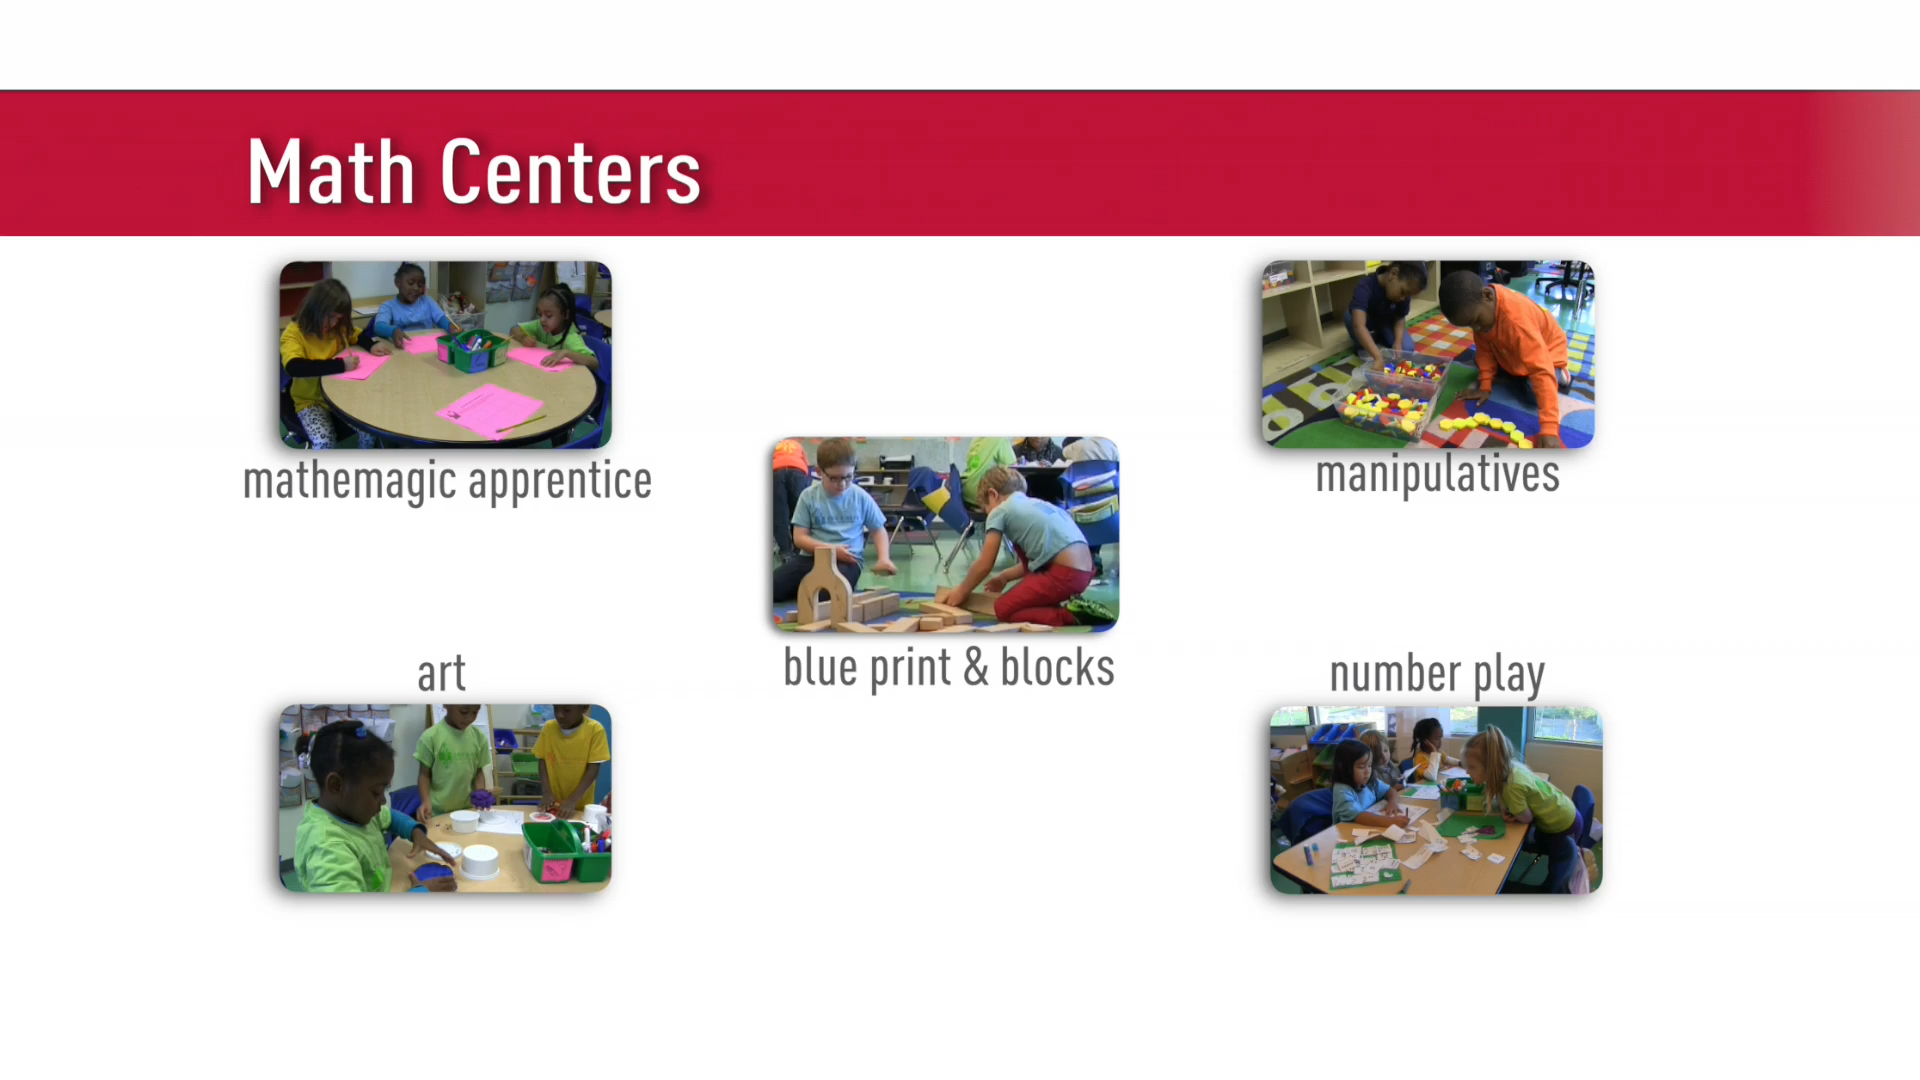 Math Centers
mathemagic apprentice
manipulatives
blue print & blocks
art
number play